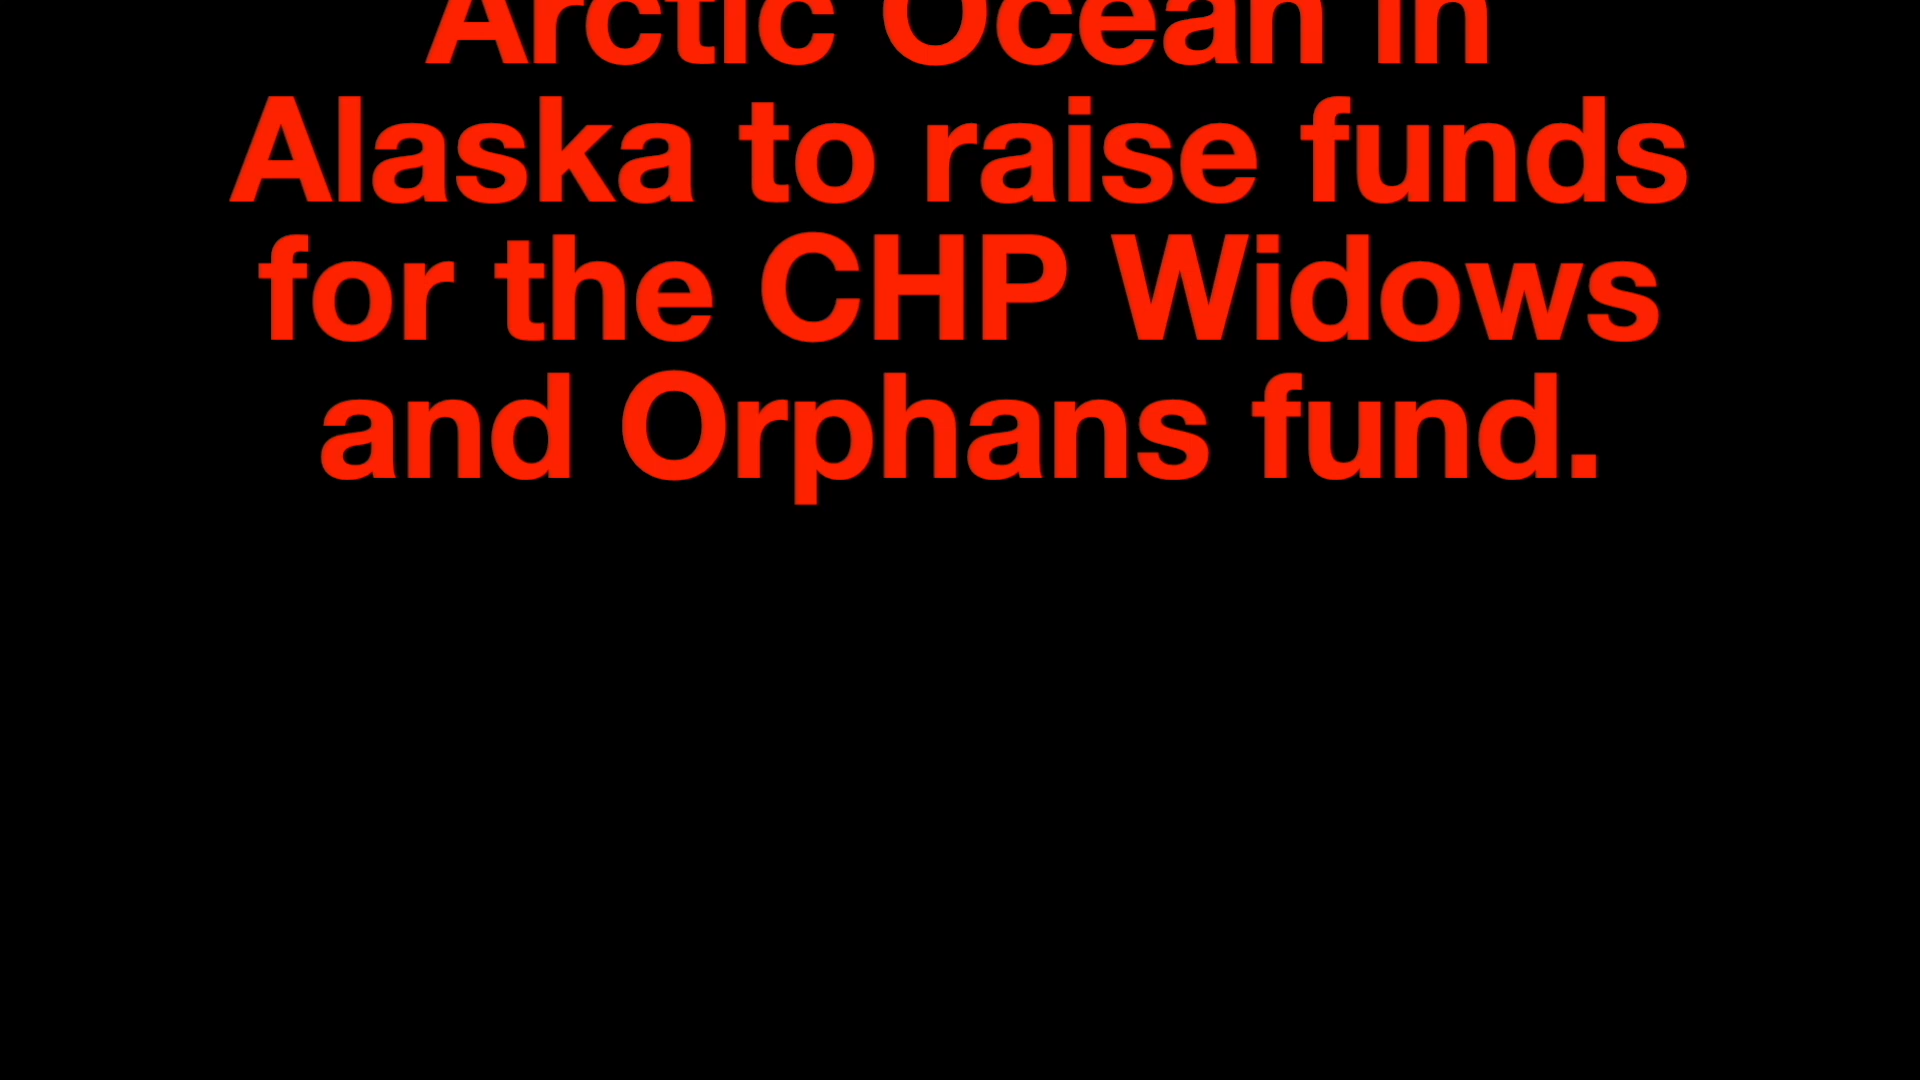 Arctic Ocean in
Alaska to raise funds
for the CHP Widows
and Orphans fund.